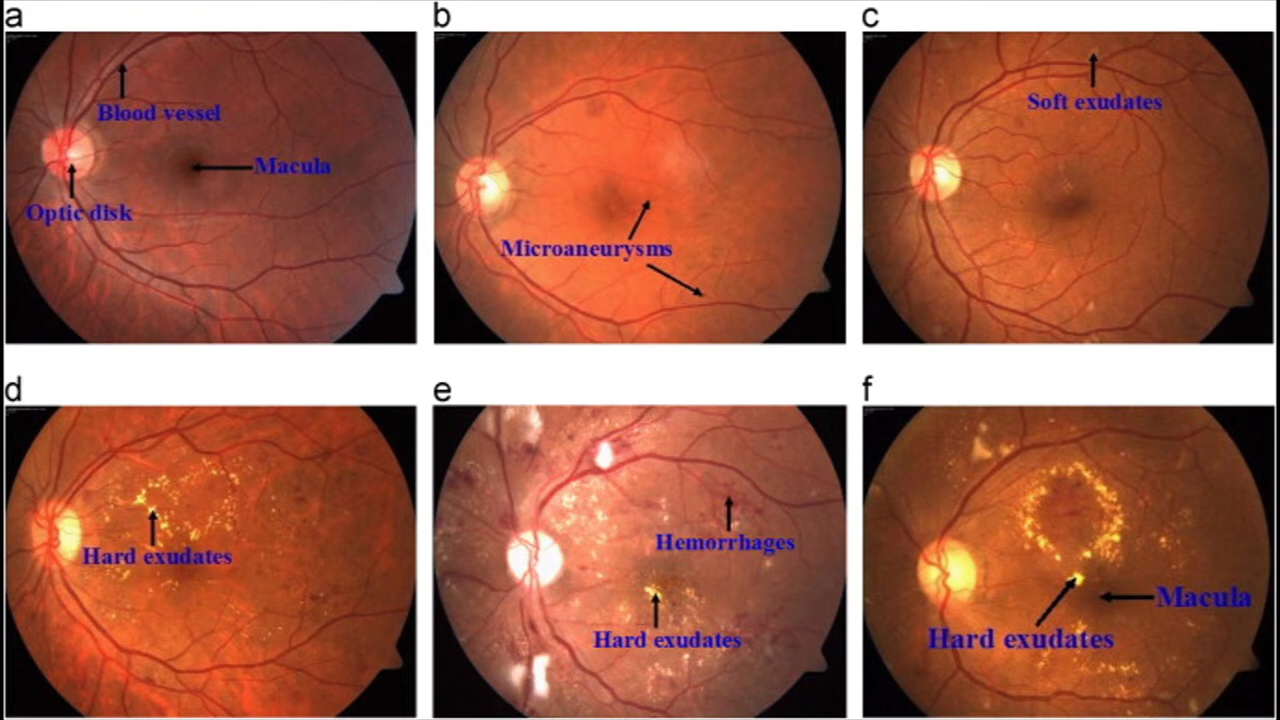 a
b
c
Blood vessel
Macula
Optic disk
Microaneurysms
Soft exudates
d
e
f
Hard exudates
Hemorrhages
Hard exudates
Macula
Hard exudates